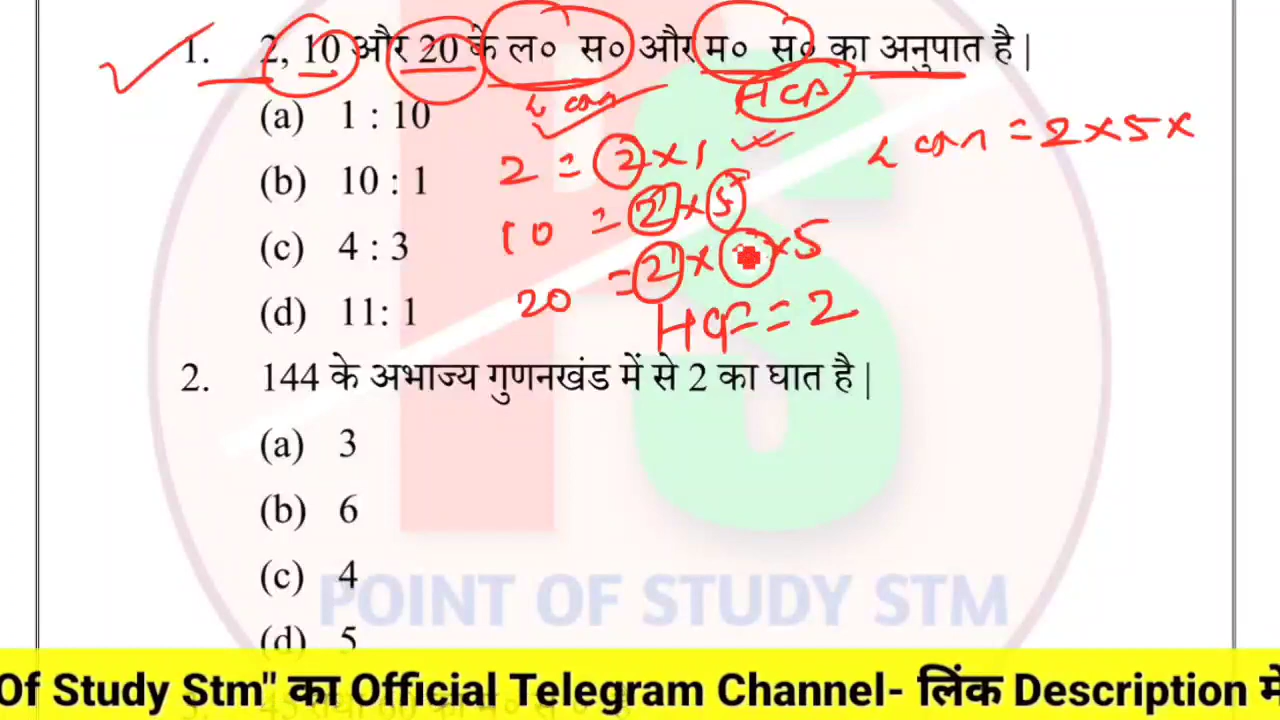 1. 2, 10 और 20 के ल० स० और म० स० का अनुपात है |
HCF
(a) 1 : 10
L cm = 2 × 5 ×
2 = 2 × 1
(b) 10 : 1
10 = 2 × 5
(c) 4 : 3
20 = 2 × × 5
(d) 11: 1
HCF = 2
2. 144 के अभाज्य गुणनखंड में से 2 का घात है |
(a) 3
(b) 6
(c) 4
POINT OF STUDY STM
(d) 5
Of Study Stm" का Official Telegram Channel- लिंक Description में